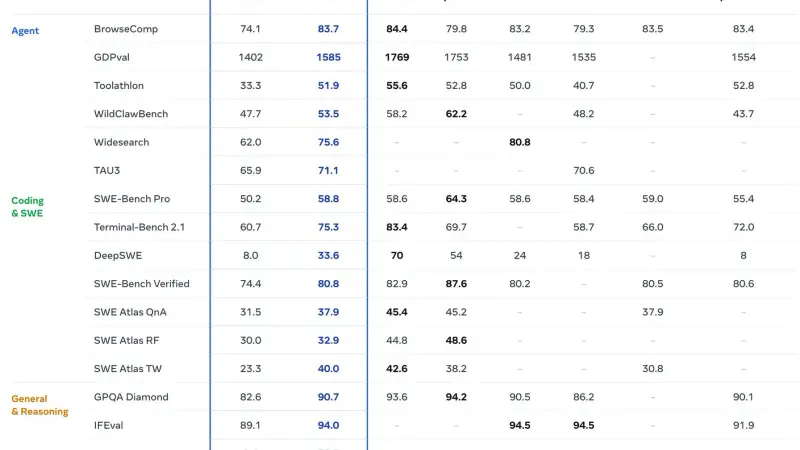 Agent BrowseComp 74.1 83.7 84.4 79.8 83.2 79.3 83.5 83.4
GDPval 1402 1585 1769 1753 1481 1535 – 1554
Toolathlon 33.3 51.9 55.6 52.8 50.0 40.7 – 52.8
WildClawBench 47.7 53.5 58.2 62.2 – 48.2 – 43.7
Widesearch 62.0 75.6 – – 80.8 – – –
TAU3 65.9 71.1 – – – 70.6 – –
Coding & SWE SWE-Bench Pro 50.2 58.8 58.6 64.3 58.6 58.4 59.0 55.4
Terminal-Bench 2.1 60.7 75.3 83.4 69.7 – 58.7 66.0 72.0
DeepSWE 8.0 33.6 70 54 24 18 – 8
SWE-Bench Verified 74.4 80.8 82.9 87.6 80.2 – 80.5 80.6
SWE Atlas QnA 31.5 37.9 45.4 45.2 – – 37.9 –
SWE Atlas RF 30.0 32.9 44.8 48.6 – – – –
SWE Atlas TW 23.3 40.0 42.6 38.2 – – 30.8 –
General & Reasoning GPQA Diamond 82.6 90.7 93.6 94.2 90.5 86.2 – 90.1
IFEval 89.1 94.0 – – 94.5 94.5 – 91.9